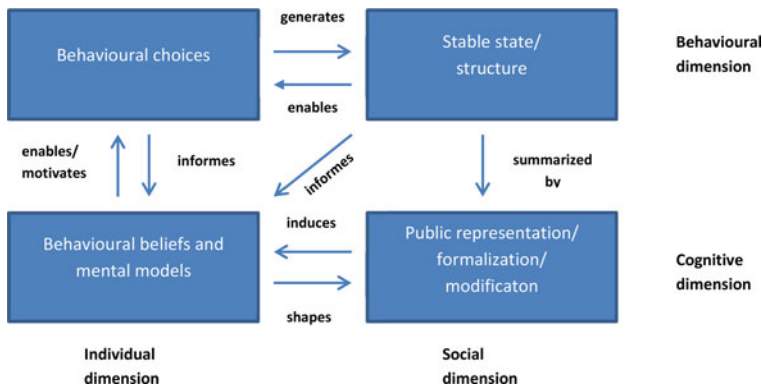 generates
Behavioural choices
Stable state/
structure
Behavioural
dimension
enables
enables/
motivates
informes
informes
summarized
by
Behavioural beliefs and
mental models
induces
Public representation/
formalization/
modificaton
Cognitive
dimension
shapes
Individual
dimension
Social
dimension